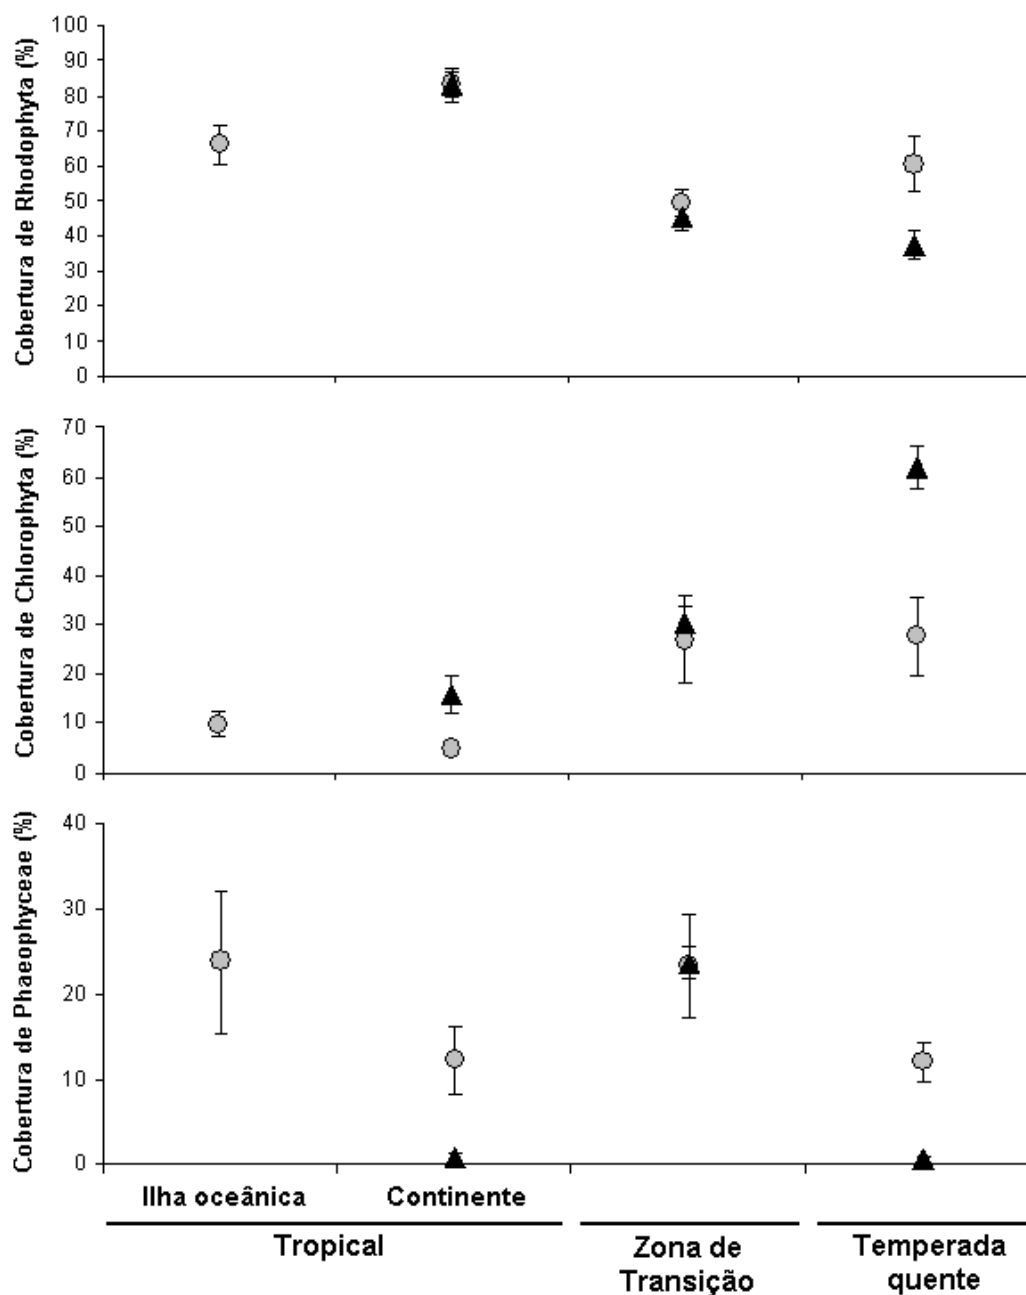 Cobertura de Rhodophyta (%)
100
90
80
70
60
50
40
30
20
10
0
Cobertura de Chlorophyta (%)
70
60
50
40
30
20
10
0
Cobertura de Phaeophyceae (%)
40
30
20
10
0
Ilha oceânica
Continente
Tropical
Zona de
Transição
Temperada
quente